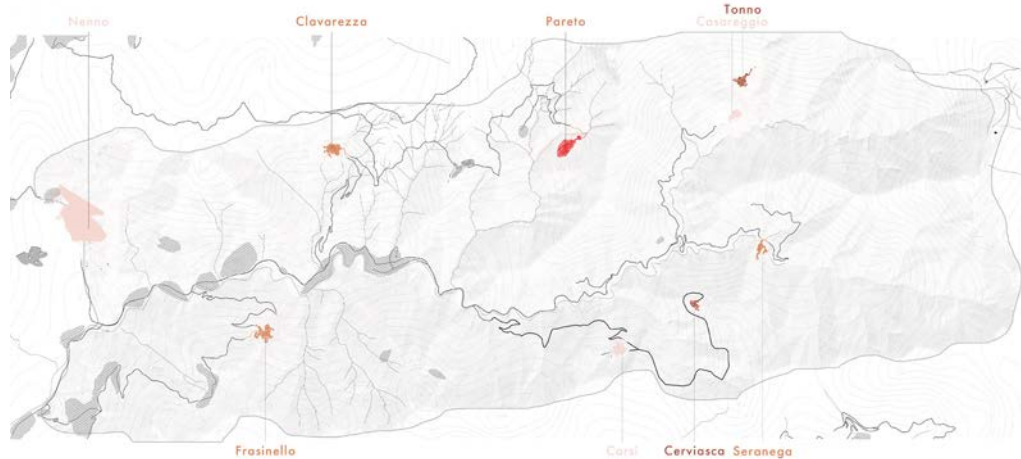 Tonno
Nenno Clavarezza Pareto Casareggio
Frasinello Carsi Cerviasca Seranega